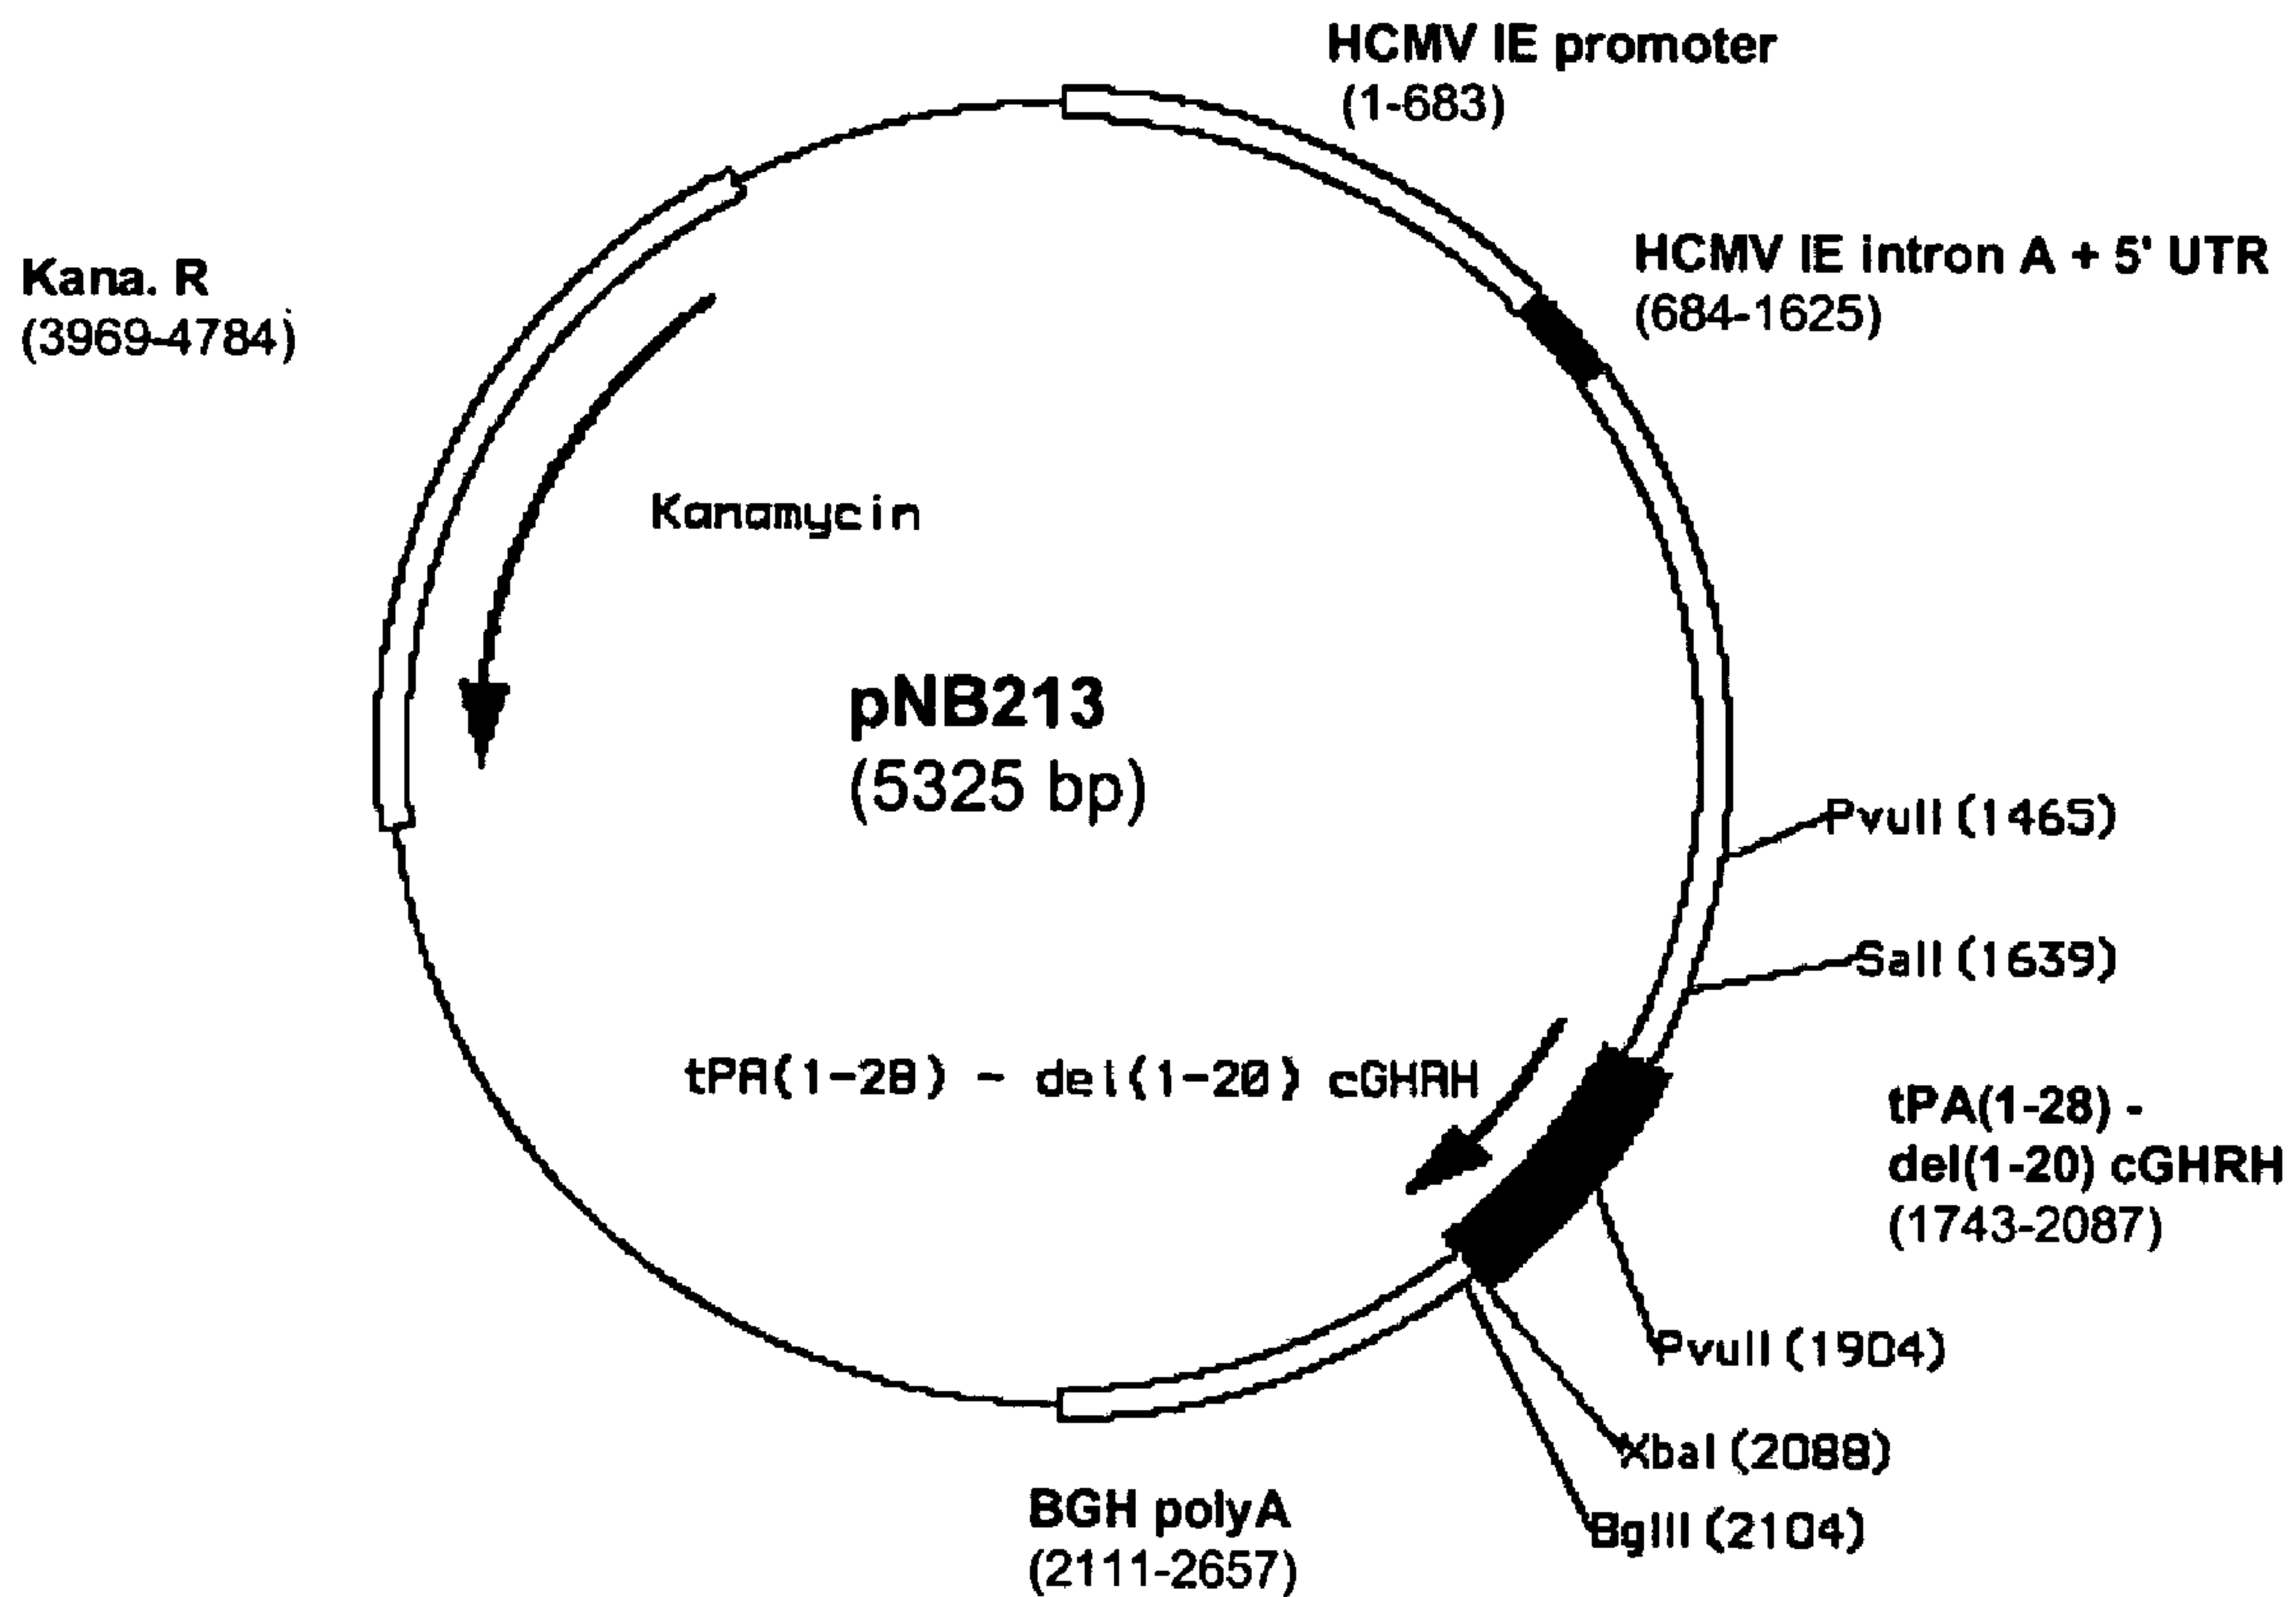 HCMV IE promoter
(1-683)
HCMV IE intron A + 5' UTR
(684-1625)
Kana. R
(3969-4784)
Kanamycin
pNB213
(5325 bp)
PvuII (1465)
SalI (1639)
tPA(1-28) - del(1-20) cGHRH
tPA(1-28) -
del(1-20) cGHRH
(1743-2087)
PvuII (1904)
XbaI (2088)
BglII (2104)
BGH polyA
(2111-2657)